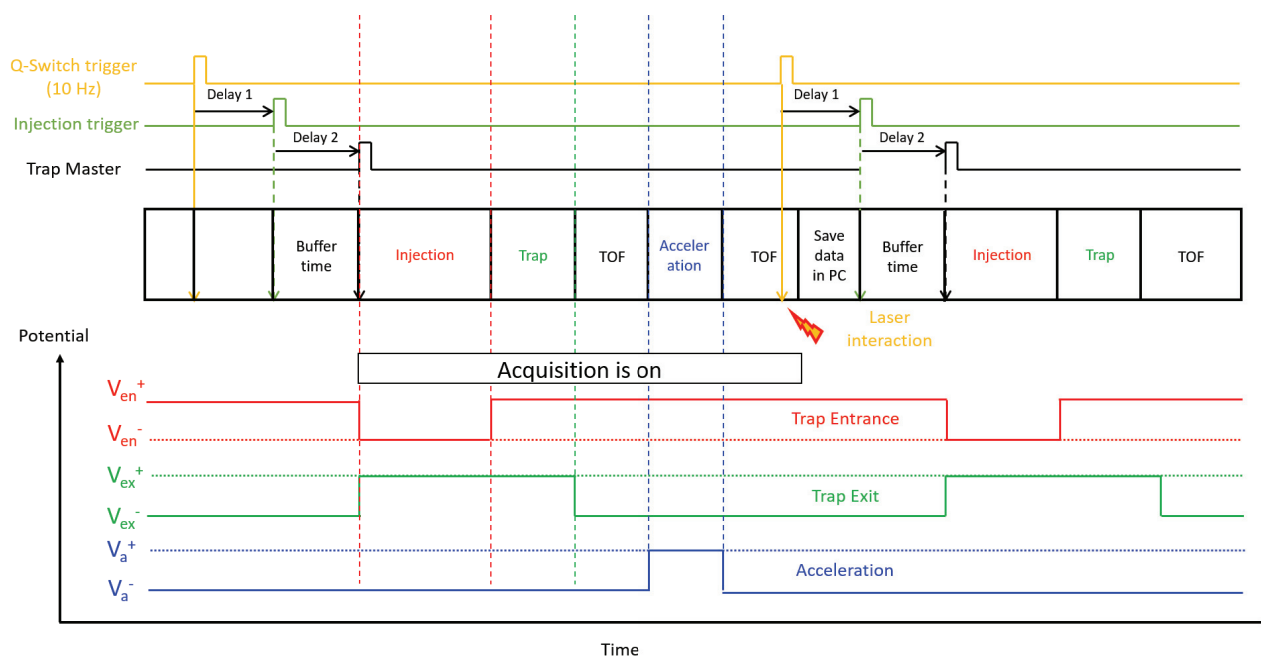 Q-Switch trigger
(10 Hz)
Delay 1
Delay 1
Injection trigger
Delay 2
Delay 2
Trap Master
Buffer
time
Injection
Trap
TOF
Acceler
ation
TOF
Save
data
in PC
Buffer
time
Injection
Trap
TOF
Laser
interaction
Potential
Acquisition is on
Ven+
Trap Entrance
Ven-
Vex+
Trap Exit
Vex-
Va+
Acceleration
Va-
Time